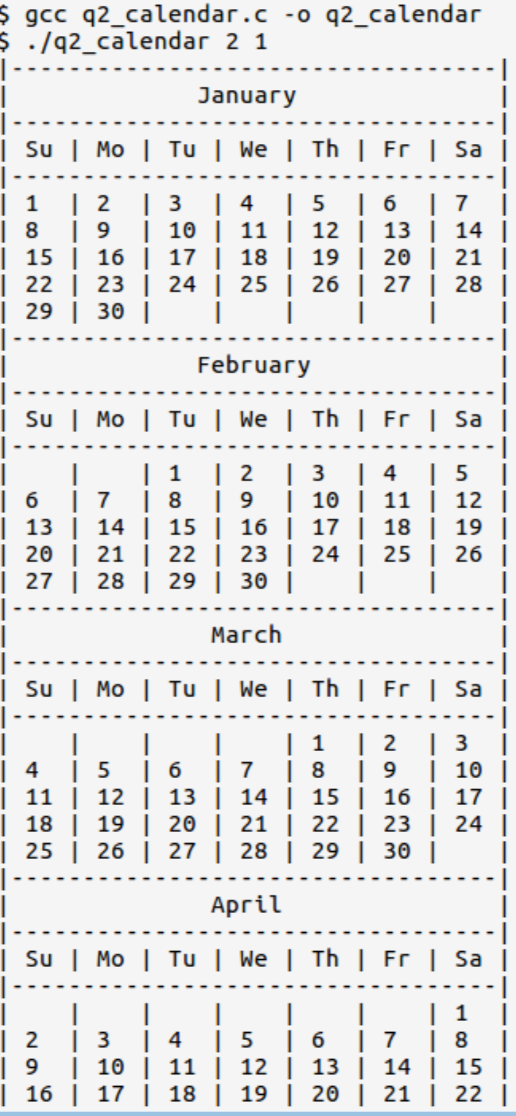 $ gcc q2_calendar.c -o q2_calendar
$ ./q2_calendar 2 1
|----------------------------------|
|             January              |
|----------------------------------|
| Su | Mo | Tu | We | Th | Fr | Sa |
|----------------------------------|
| 1  | 2  | 3  | 4  | 5  | 6  | 7  |
| 8  | 9  | 10 | 11 | 12 | 13 | 14 |
| 15 | 16 | 17 | 18 | 19 | 20 | 21 |
| 22 | 23 | 24 | 25 | 26 | 27 | 28 |
| 29 | 30 |    |    |    |    |    |
|----------------------------------|
|             February             |
|----------------------------------|
| Su | Mo | Tu | We | Th | Fr | Sa |
|----------------------------------|
|    |    | 1  | 2  | 3  | 4  | 5  |
| 6  | 7  | 8  | 9  | 10 | 11 | 12 |
| 13 | 14 | 15 | 16 | 17 | 18 | 19 |
| 20 | 21 | 22 | 23 | 24 | 25 | 26 |
| 27 | 28 | 29 | 30 |    |    |    |
|----------------------------------|
|              March               |
|----------------------------------|
| Su | Mo | Tu | We | Th | Fr | Sa |
|----------------------------------|
|    |    |    |    | 1  | 2  | 3  |
| 4  | 5  | 6  | 7  | 8  | 9  | 10 |
| 11 | 12 | 13 | 14 | 15 | 16 | 17 |
| 18 | 19 | 20 | 21 | 22 | 23 | 24 |
| 25 | 26 | 27 | 28 | 29 | 30 |    |
|----------------------------------|
|              April               |
|----------------------------------|
| Su | Mo | Tu | We | Th | Fr | Sa |
|----------------------------------|
|    |    |    |    |    |    | 1  |
| 2  | 3  | 4  | 5  | 6  | 7  | 8  |
| 9  | 10 | 11 | 12 | 13 | 14 | 15 |
| 16 | 17 | 18 | 19 | 20 | 21 | 22 |